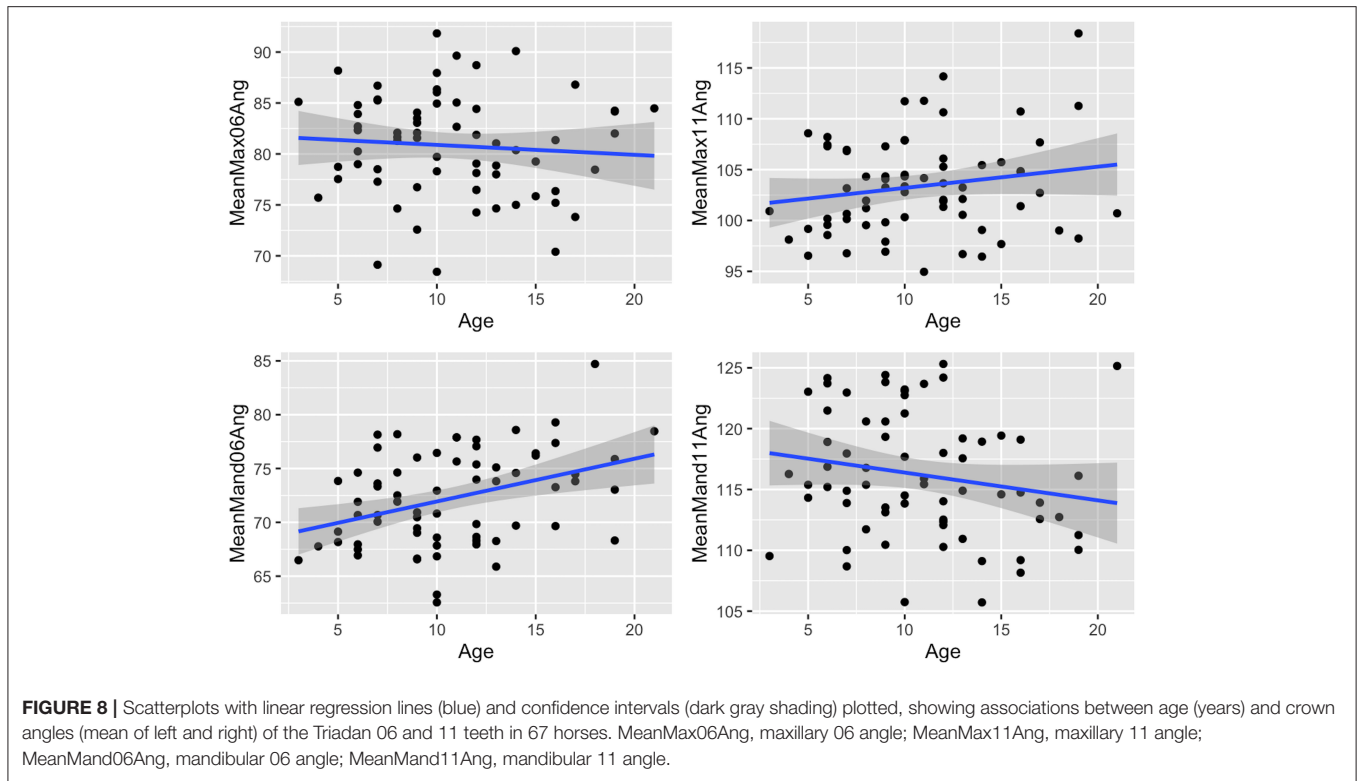 90
85
80
75
70
MeanMax06Ang
5 10 15 20
Age
115
110
105
100
95
MeanMax11Ang
5 10 15 20
Age
85
80
75
70
65
MeanMand06Ang
5 10 15 20
Age
125
120
115
110
105
MeanMand11Ang
5 10 15 20
Age
FIGURE 8 | Scatterplots with linear regression lines (blue) and confidence intervals (dark gray shading) plotted, showing associations between age (years) and crown
angles (mean of left and right) of the Triadan 06 and 11 teeth in 67 horses. MeanMax06Ang, maxillary 06 angle; MeanMax11Ang, maxillary 11 angle;
MeanMand06Ang, mandibular 06 angle; MeanMand11Ang, mandibular 11 angle.